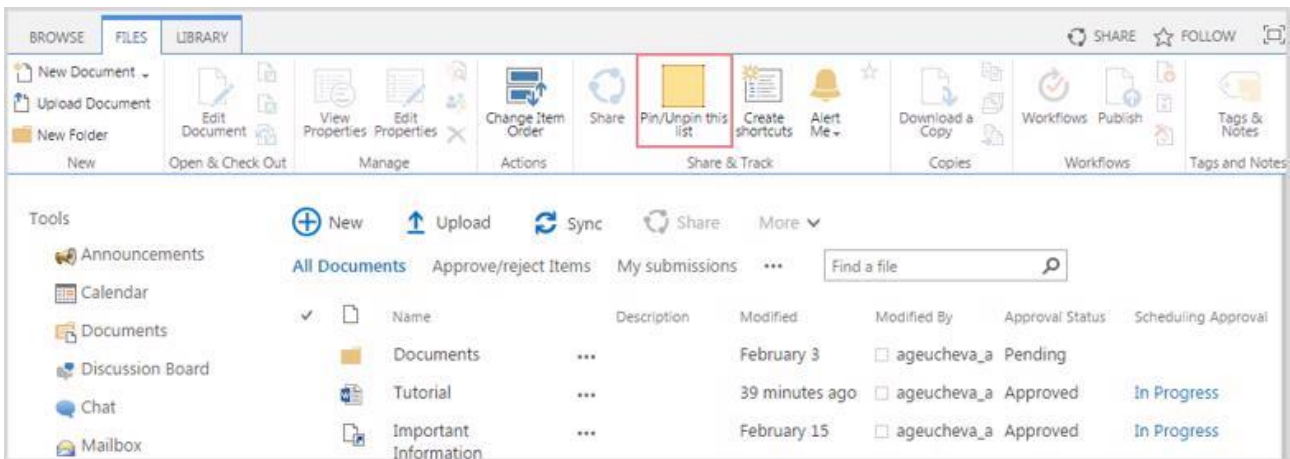 BROWSE FILES LIBRARY SHARE FOLLOW
New Document
Upload Document
New Folder
New
Edit
Document
Open & Check Out
View
Properties
Edit
Properties
Manage
Change Item
Order
Actions
Share
Pin/Unpin this
list
Create
shortcuts
Alert
Me
Share & Track
Download a
Copy
Copies
Workflows
Publish
Workflows
Tags &
Notes
Tags and Notes
Tools
Announcements
Calendar
Documents
Discussion Board
Chat
Mailbox
New Upload Sync Share More
All Documents Approve/reject Items My submissions ••• Find a file
Name Description Modified Modified By Approval Status Scheduling Approval
Documents ••• February 3 ageucheva_a Pending
Tutorial ••• 39 minutes ago ageucheva_a Approved In Progress
Important ••• February 15 ageucheva_a Approved In Progress
Information